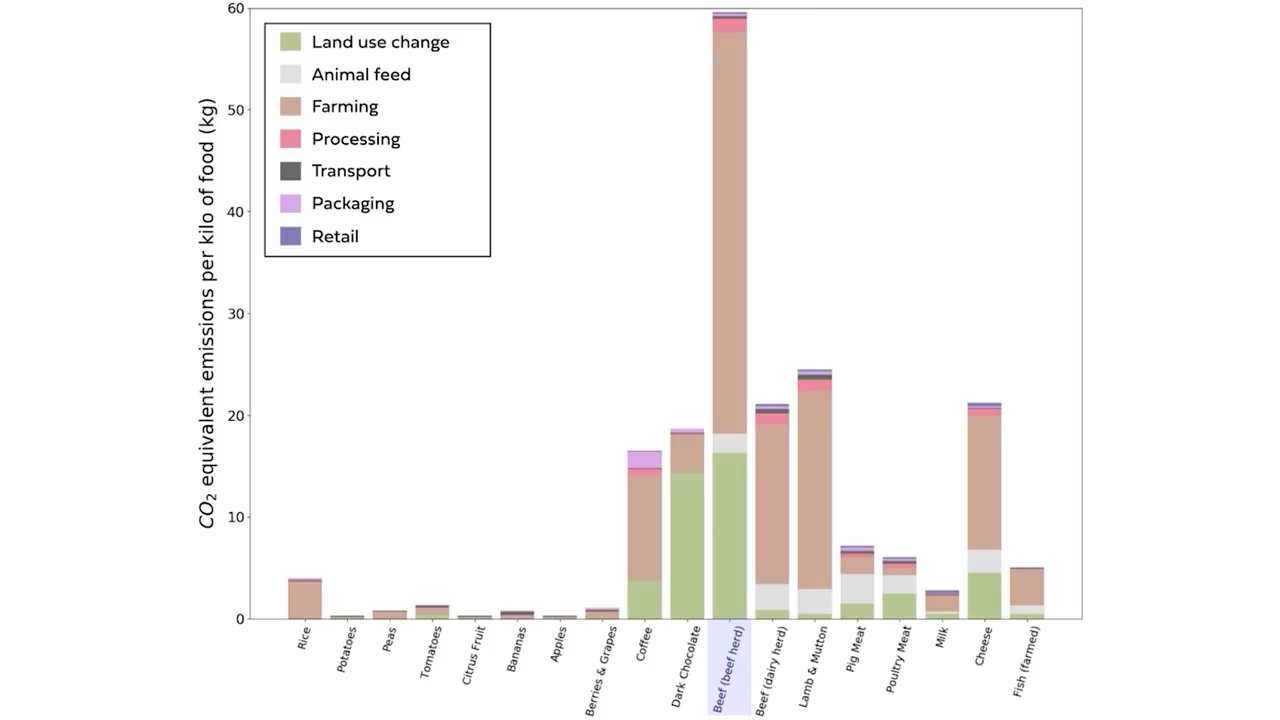 60
50
40
30
20
10
0
CO₂ equivalent emissions per kilo of food (kg)
Land use change
Animal feed
Farming
Processing
Transport
Packaging
Retail
Rice
Potatoes
Peas
Tomatoes
Citrus Fruit
Bananas
Apples
Berries & Grapes
Coffee
Dark Chocolate
Beef (beef herd)
Beef (dairy herd)
Lamb & Mutton
Pig Meat
Poultry Meat
Milk
Cheese
Fish (farmed)